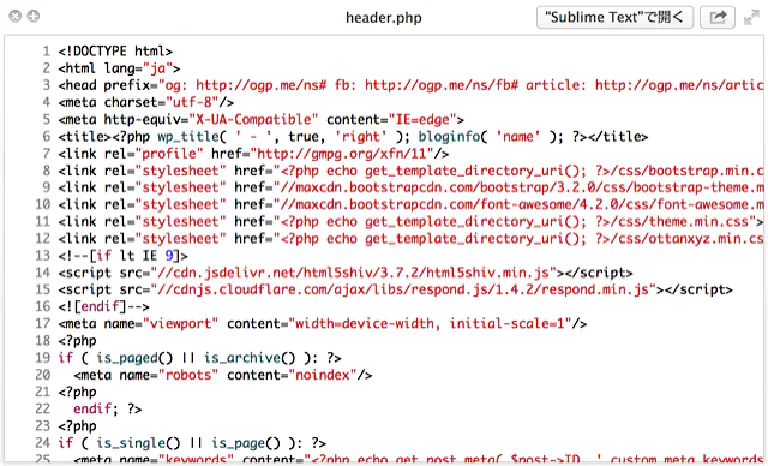 header.php
"Sublime Text"で開く
1 <!DOCTYPE html>
2 <html lang="ja">
3 <head prefix="og: http://ogp.me/ns# fb: http://ogp.me/ns/fb# article: http://ogp.me/ns/artic
4 <meta charset="utf-8"/>
5 <meta http-equiv="X-UA-Compatible" content="IE=edge">
6 <title><?php wp_title( ' - ', true, 'right' ); bloginfo( 'name' ); ?></title>
7 <link rel="profile" href="http://gmpg.org/xfn/11"/>
8 <link rel="stylesheet" href="<?php echo get_template_directory_uri(); ?>/css/bootstrap.min.c
9 <link rel="stylesheet" href="//maxcdn.bootstrapcdn.com/bootstrap/3.2.0/css/bootstrap-theme.m
10 <link rel="stylesheet" href="//maxcdn.bootstrapcdn.com/font-awesome/4.2.0/css/font-awesome.m
11 <link rel="stylesheet" href="<?php echo get_template_directory_uri(); ?>/css/theme.min.css">
12 <link rel="stylesheet" href="<?php echo get_template_directory_uri(); ?>/css/ottanxyz.min.cs
13 <!--[if lt IE 9]>
14 <script src="//cdn.jsdelivr.net/html5shiv/3.7.2/html5shiv.min.js"></script>
15 <script src="//cdnjs.cloudflare.com/ajax/libs/respond.js/1.4.2/respond.min.js"></script>
16 <![endif]-->
17 <meta name="viewport" content="width=device-width, initial-scale=1"/>
18 <?php
19 if ( is_paged() || is_archive() ): ?>
20   <meta name="robots" content="noindex"/>
21 <?php
22   endif; ?>
23 <?php
24 if ( is_single() || is_page() ): ?>
25   <meta name="keywords" content="<?php echo get_post_meta( $post->ID, '_custom_meta_keywords